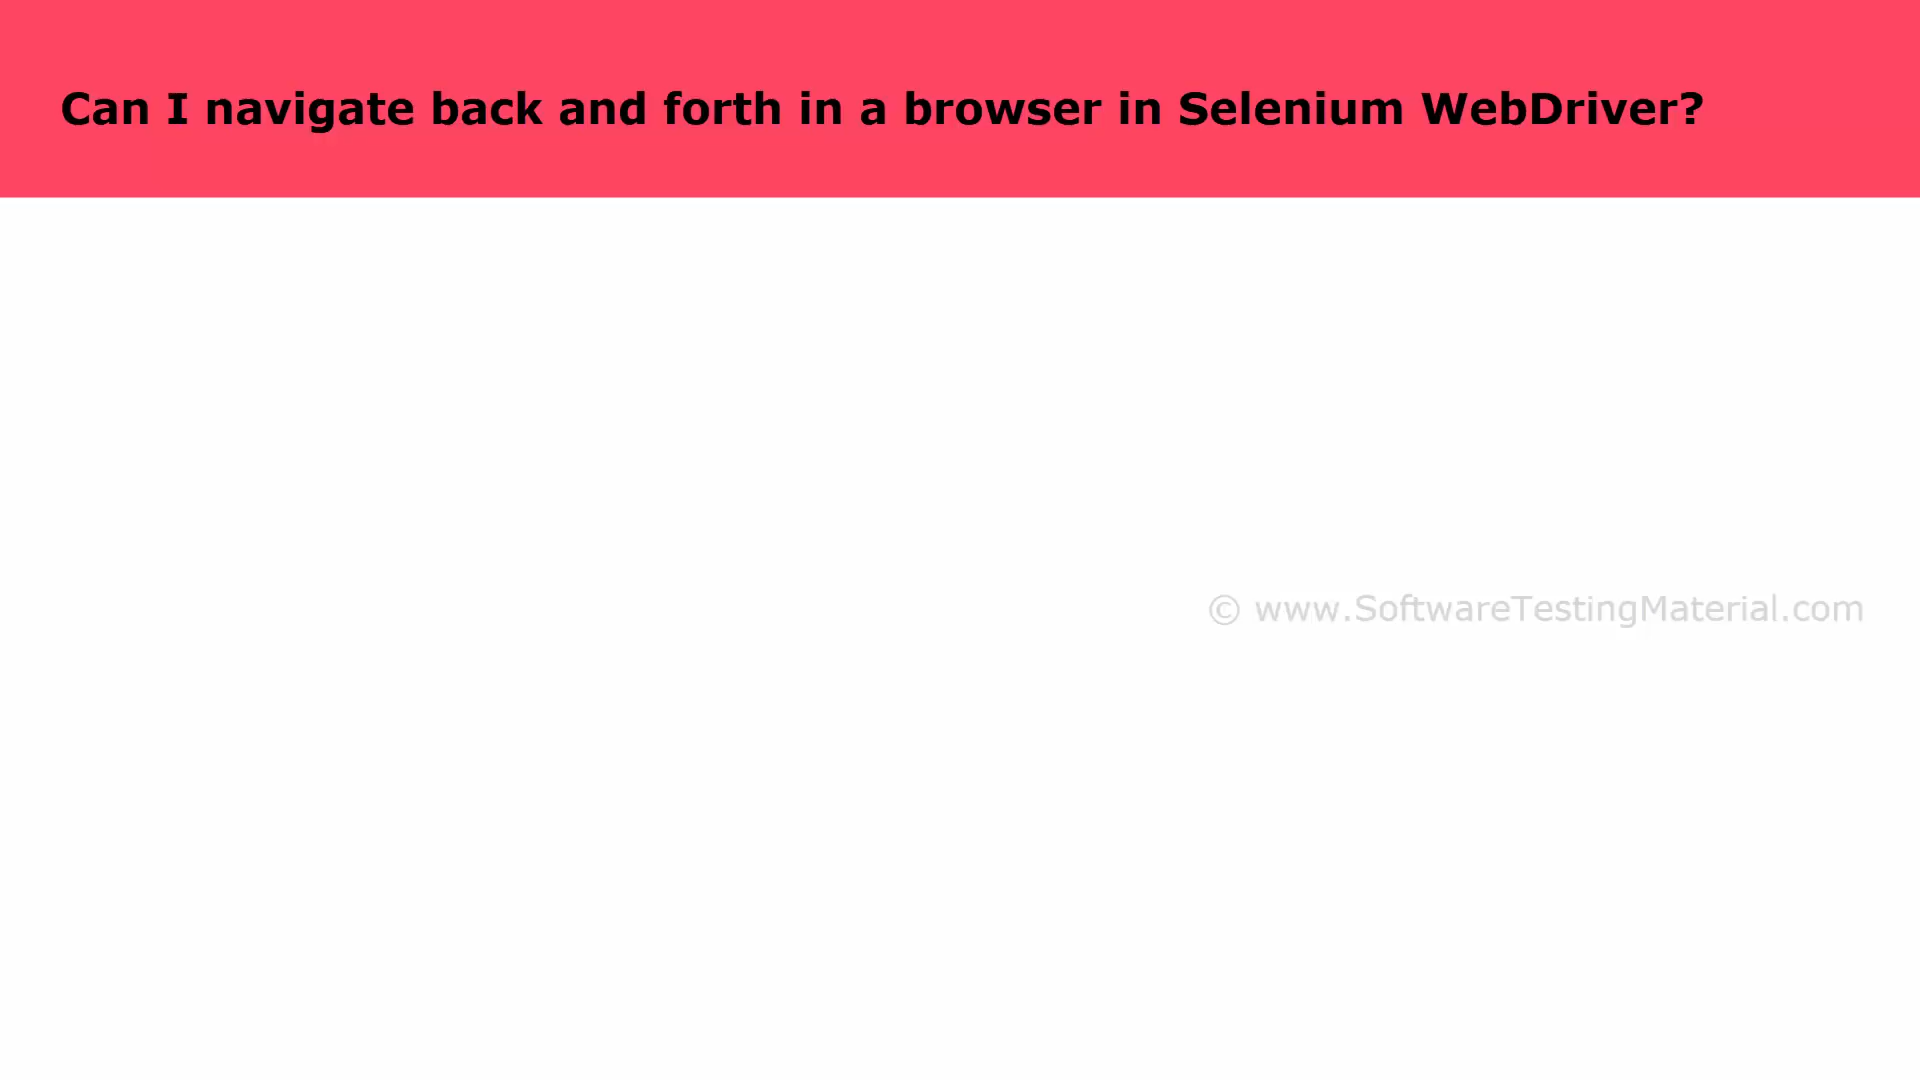 Can I navigate back and forth in a browser in Selenium WebDriver?
© www.SoftwareTestingMaterial.com